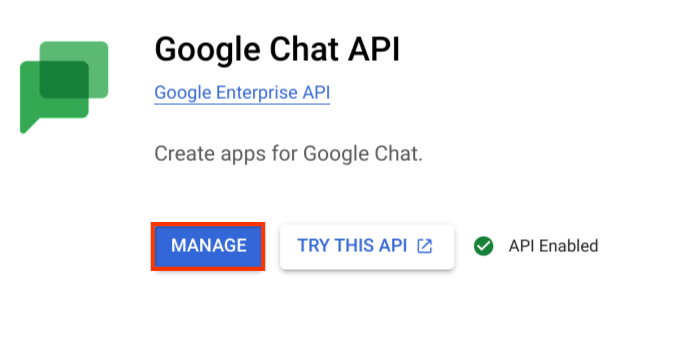 Google Chat API
Google Enterprise API
Create apps for Google Chat.
MANAGE
TRY THIS API
API Enabled